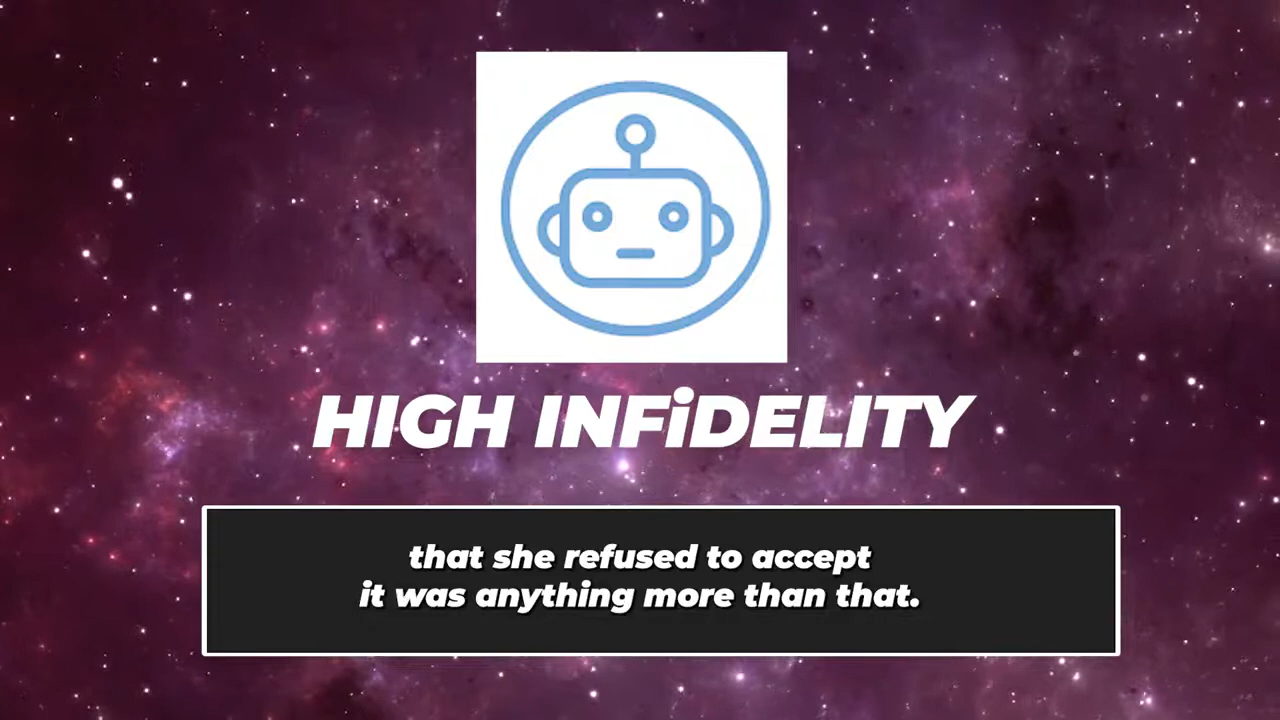 HIGH INFiDELITY
that she refused to accept
it was anything more than that.